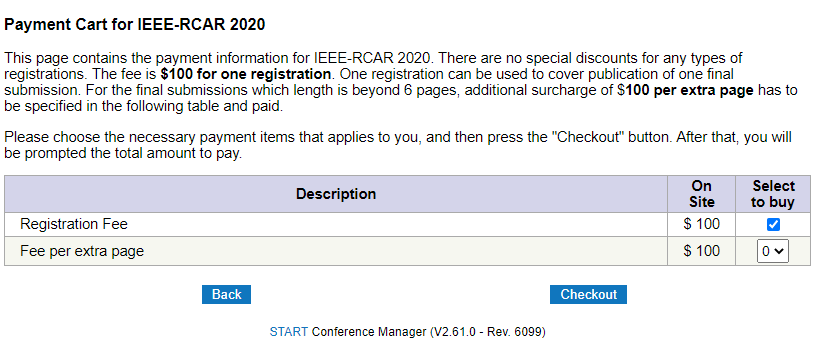 Payment Cart for IEEE-RCAR 2020
This page contains the payment information for IEEE-RCAR 2020. There are no special discounts for any types of
registrations. The fee is $100 for one registration. One registration can be used to cover publication of one final
submission. For the final submissions which length is beyond 6 pages, additional surcharge of $100 per extra page has to
be specified in the following table and paid.
Please choose the necessary payment items that applies to you, and then press the "Checkout" button. After that, you will
be prompted the total amount to pay.
Description
On
Site
Select
to buy
Registration Fee
$ 100
Fee per extra page
$ 100
0
Back
Checkout
START Conference Manager (V2.61.0 - Rev. 6099)